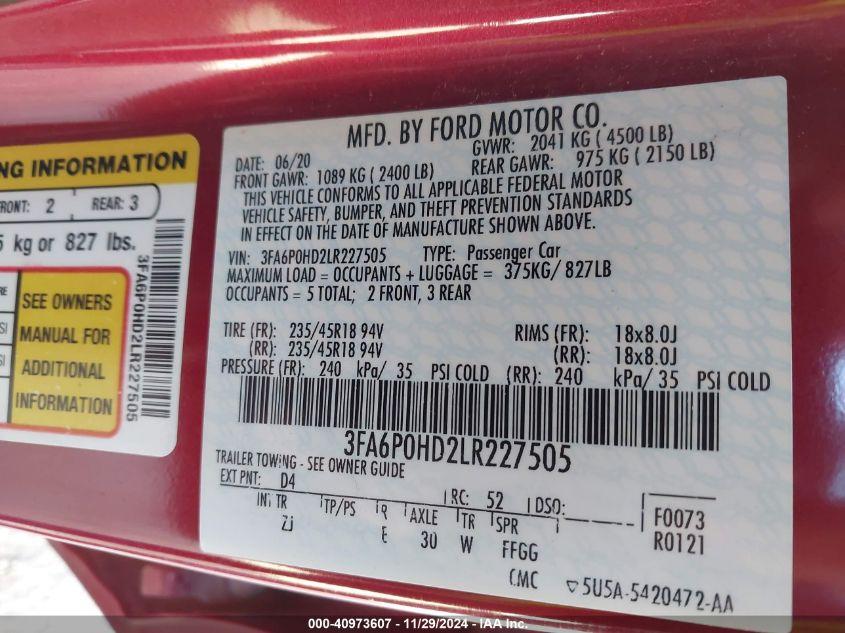 NG INFORMATION
FRONT: 2 REAR: 3
5 kg or 827 lbs.
SEE OWNERS
MANUAL FOR
ADDITIONAL
INFORMATION
3FA6P0HD2LR227505
MFD. BY FORD MOTOR CO.
DATE: 06/20 GVWR: 2041 KG ( 4500 LB)
FRONT GAWR: 1089 KG ( 2400 LB) REAR GAWR: 975 KG ( 2150 LB)
THIS VEHICLE CONFORMS TO ALL APPLICABLE FEDERAL MOTOR
VEHICLE SAFETY, BUMPER, AND THEFT PREVENTION STANDARDS
IN EFFECT ON THE DATE OF MANUFACTURE SHOWN ABOVE.
VIN: 3FA6P0HD2LR227505 TYPE: Passenger Car
MAXIMUM LOAD = OCCUPANTS + LUGGAGE = 375KG/ 827LB
OCCUPANTS = 5 TOTAL; 2 FRONT, 3 REAR
TIRE (FR): 235/45R18 94V RIMS (FR): 18x8.0J
(RR): 235/45R18 94V (RR): 18x8.0J
PRESSURE (FR): 240 kPa/ 35 PSI COLD (RR): 240 kPa/ 35 PSI COLD
3FA6P0HD2LR227505
TRAILER TOWING - SEE OWNER GUIDE
EXT PNT: D4 RC: 52 DSO: F0073
INT TR TP/PS R AXLE TR SPR R0121
ZJ E 30 W FFGG
CMC 5U5A-5420472-AA
000-40973607 - 11/29/2024 - IAA Inc.